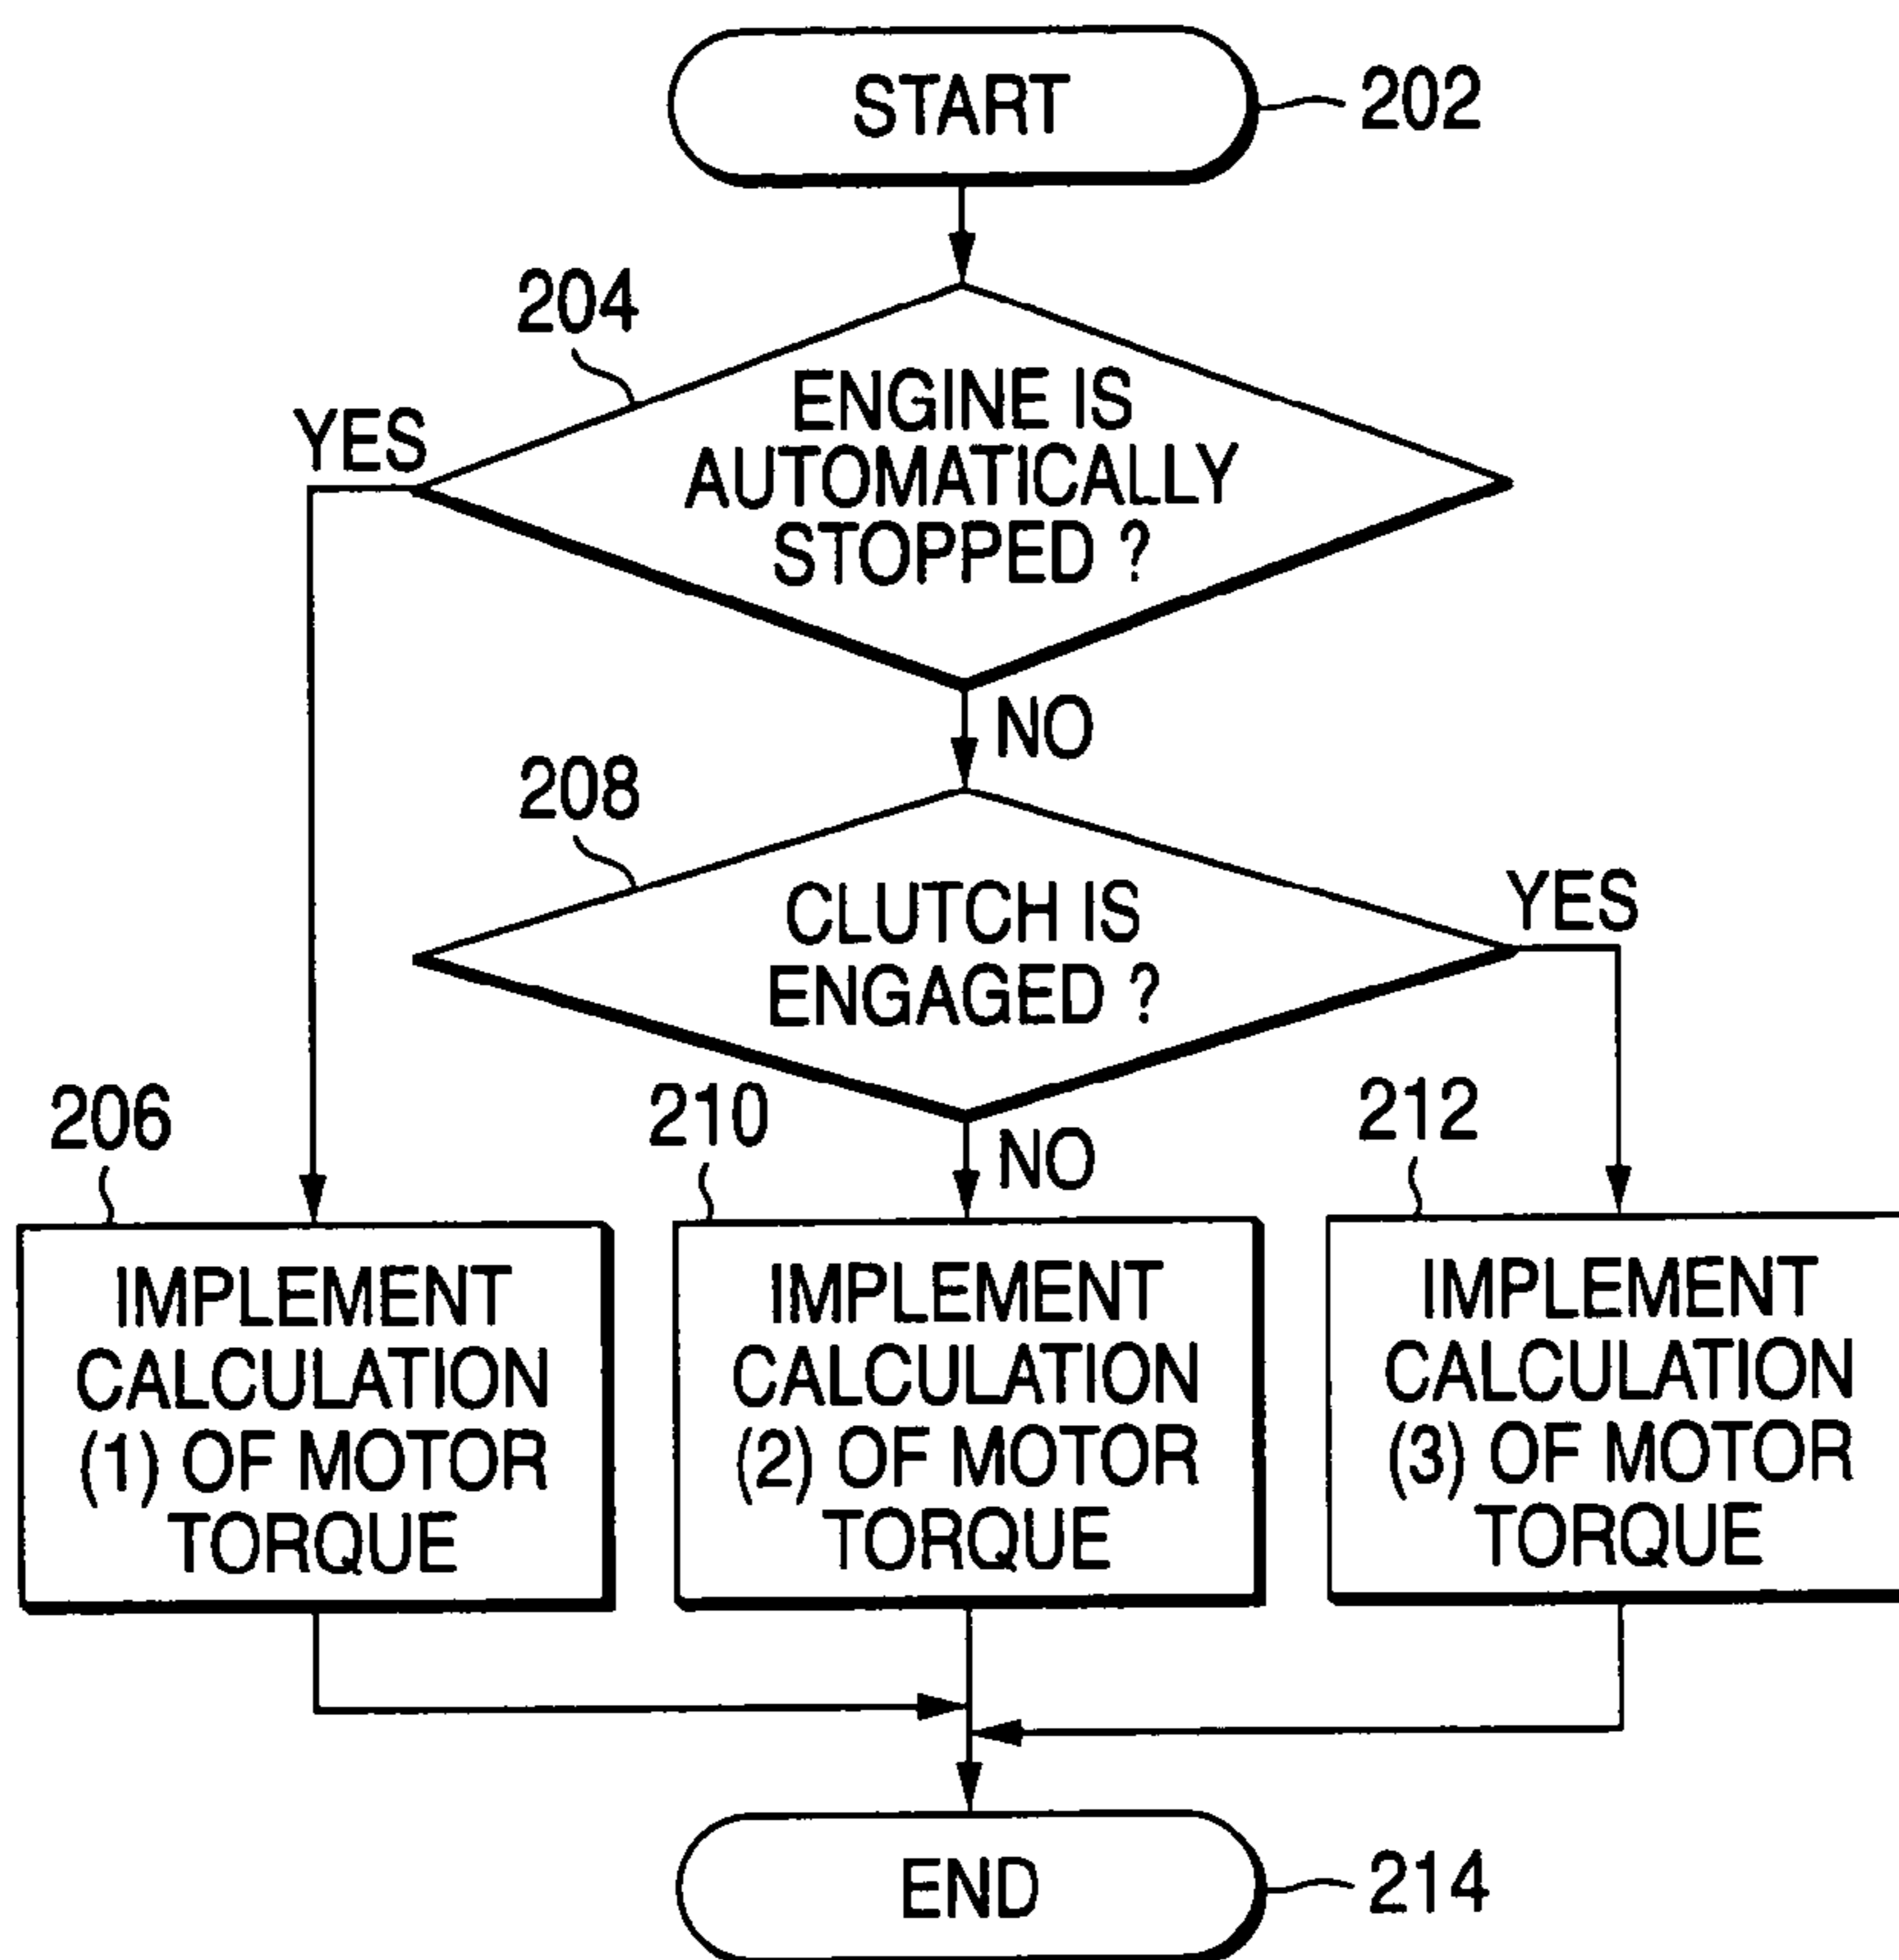 START
202
204
YES
ENGINE IS
AUTOMATICALLY
STOPPED ?
NO
208
CLUTCH IS
ENGAGED ?
YES
NO
206
IMPLEMENT
CALCULATION
(1) OF MOTOR
TORQUE
210
IMPLEMENT
CALCULATION
(2) OF MOTOR
TORQUE
212
IMPLEMENT
CALCULATION
(3) OF MOTOR
TORQUE
END
214